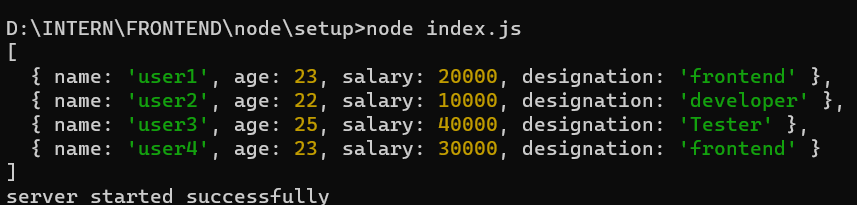 D:\INTERN\FRONTEND\node\setup>node index.js
[
  { name: 'user1', age: 23, salary: 20000, designation: 'frontend' },
  { name: 'user2', age: 22, salary: 10000, designation: 'developer' },
  { name: 'user3', age: 25, salary: 40000, designation: 'Tester' },
  { name: 'user4', age: 23, salary: 30000, designation: 'frontend' }
]
server started successfully